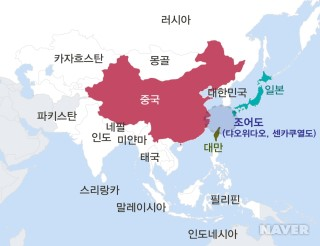 러시아
카자흐스탄
몽골
중국
대한민국
일본
파키스탄
네팔
인도
미얀마
조어도
(댜오위다오, 센카쿠열도)
대만
태국
스리랑카
필리핀
말레이시아
인도네시아
NAVER